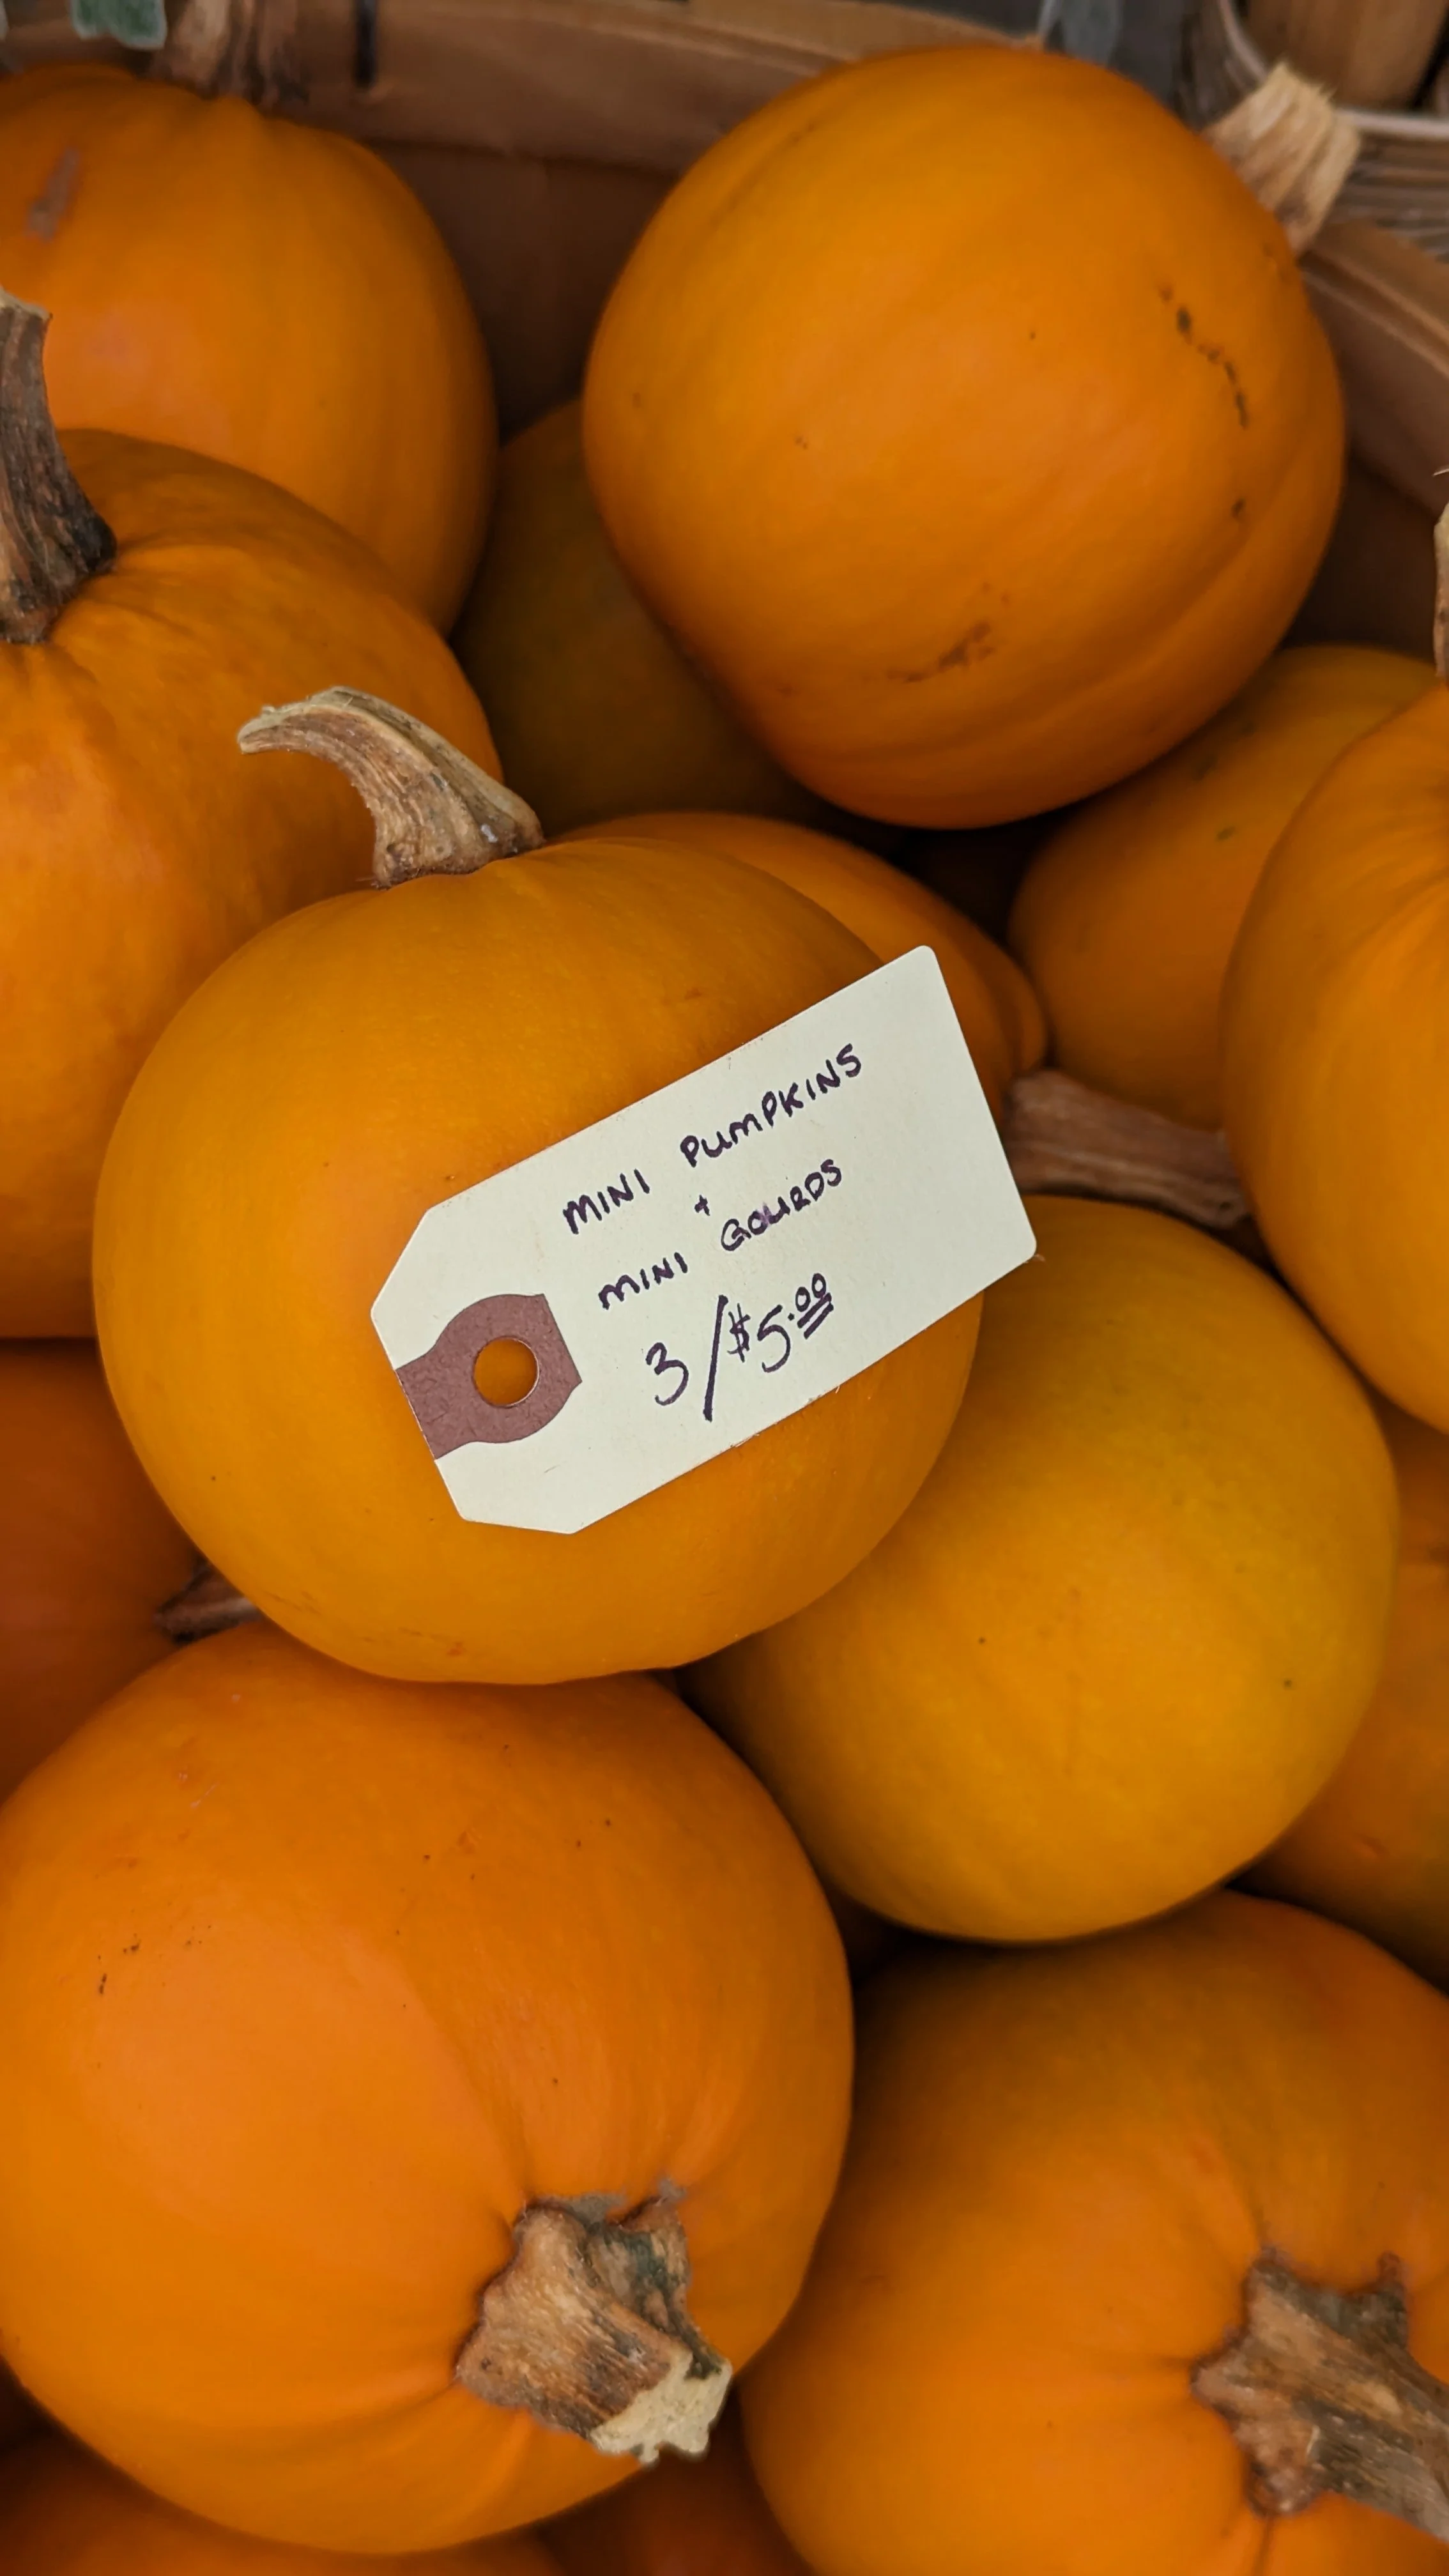 MINI PUMPKINS
+
MINI GOURDS
3/$5.00